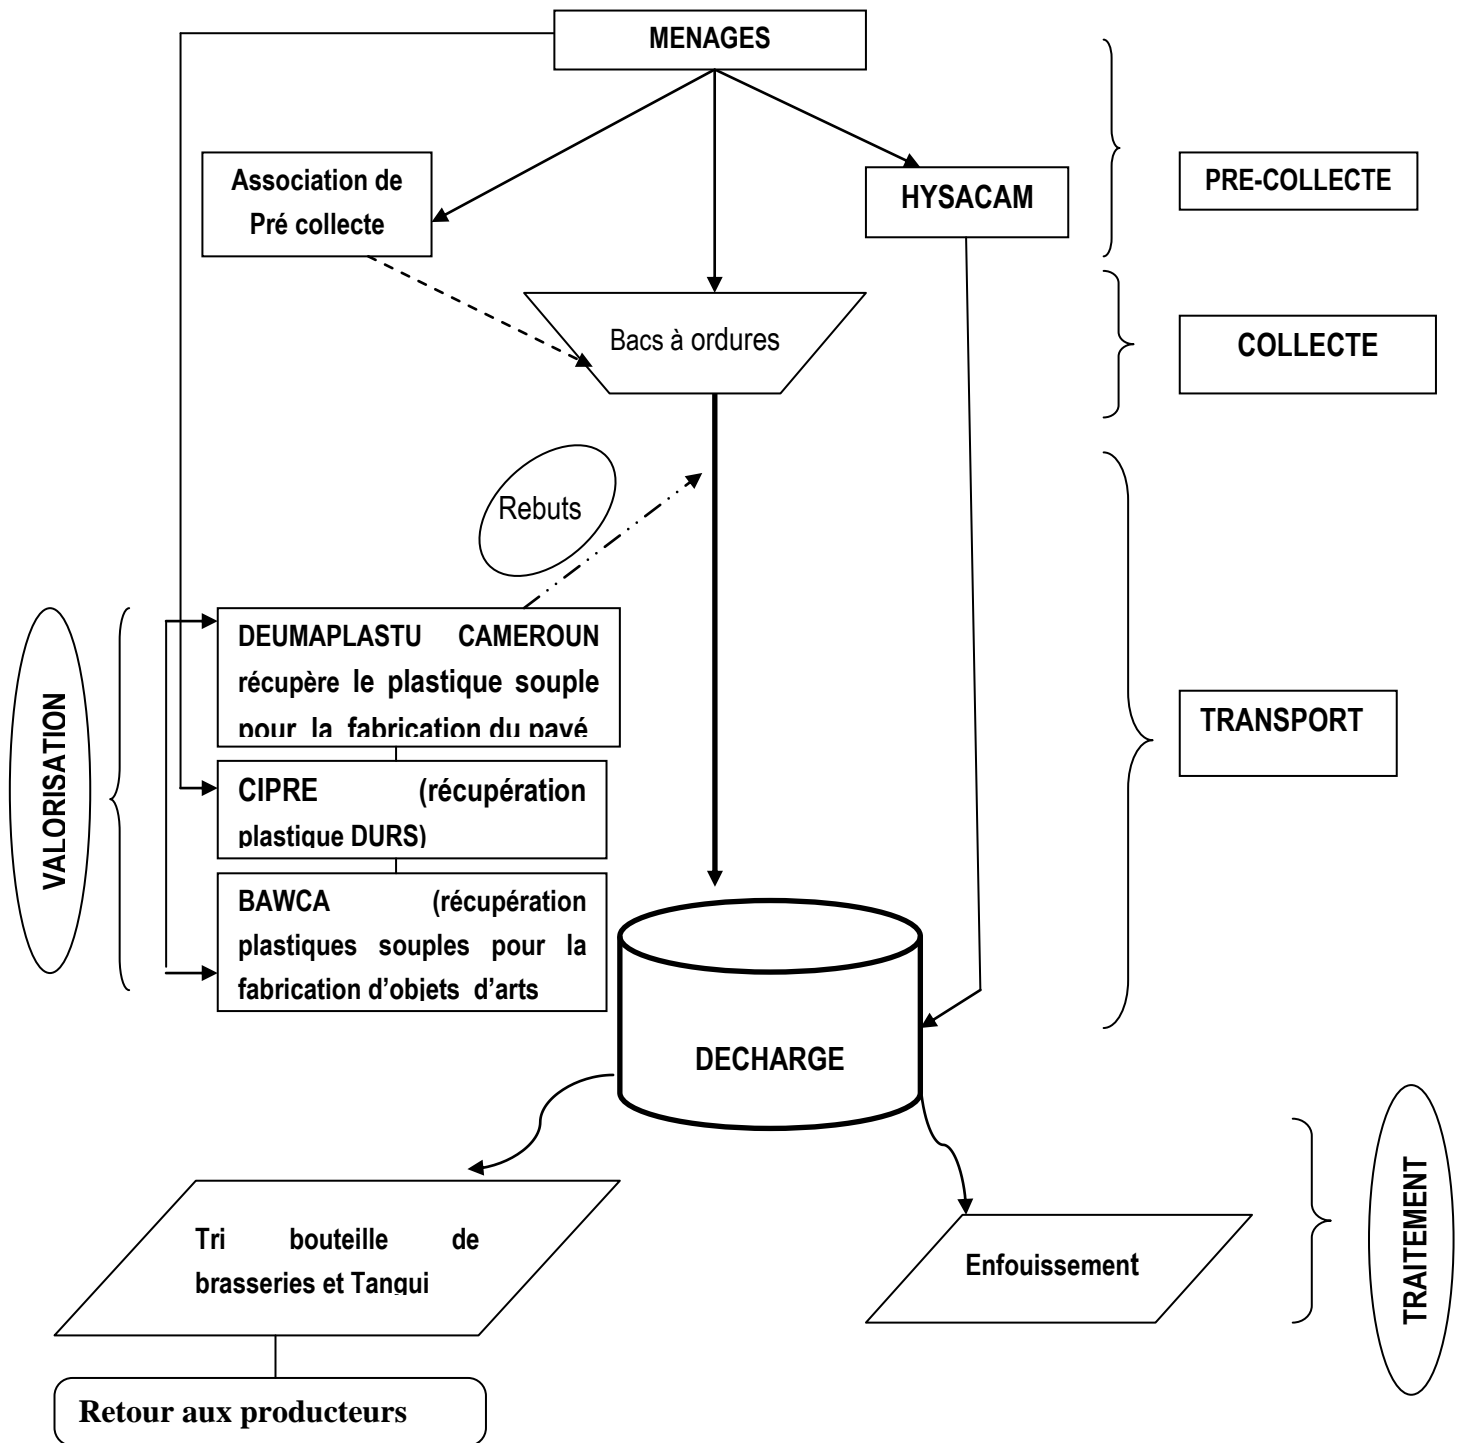 MENAGES
Association de
Pré collecte
HYSACAM
PRE-COLLECTE
Bacs à ordures
COLLECTE
Rebuts
VALORISATION
DEUMAPLASTU CAMEROUN
récupère le plastique souple
pour la fabrication du pavé
CIPRE (récupération
plastique DURS)
BAWCA (récupération
plastiques souples pour la
fabrication d’objets d’arts
TRANSPORT
DECHARGE
Tri bouteille de
brasseries et Tangui
Enfouissement
TRAITEMENT
Retour aux producteurs